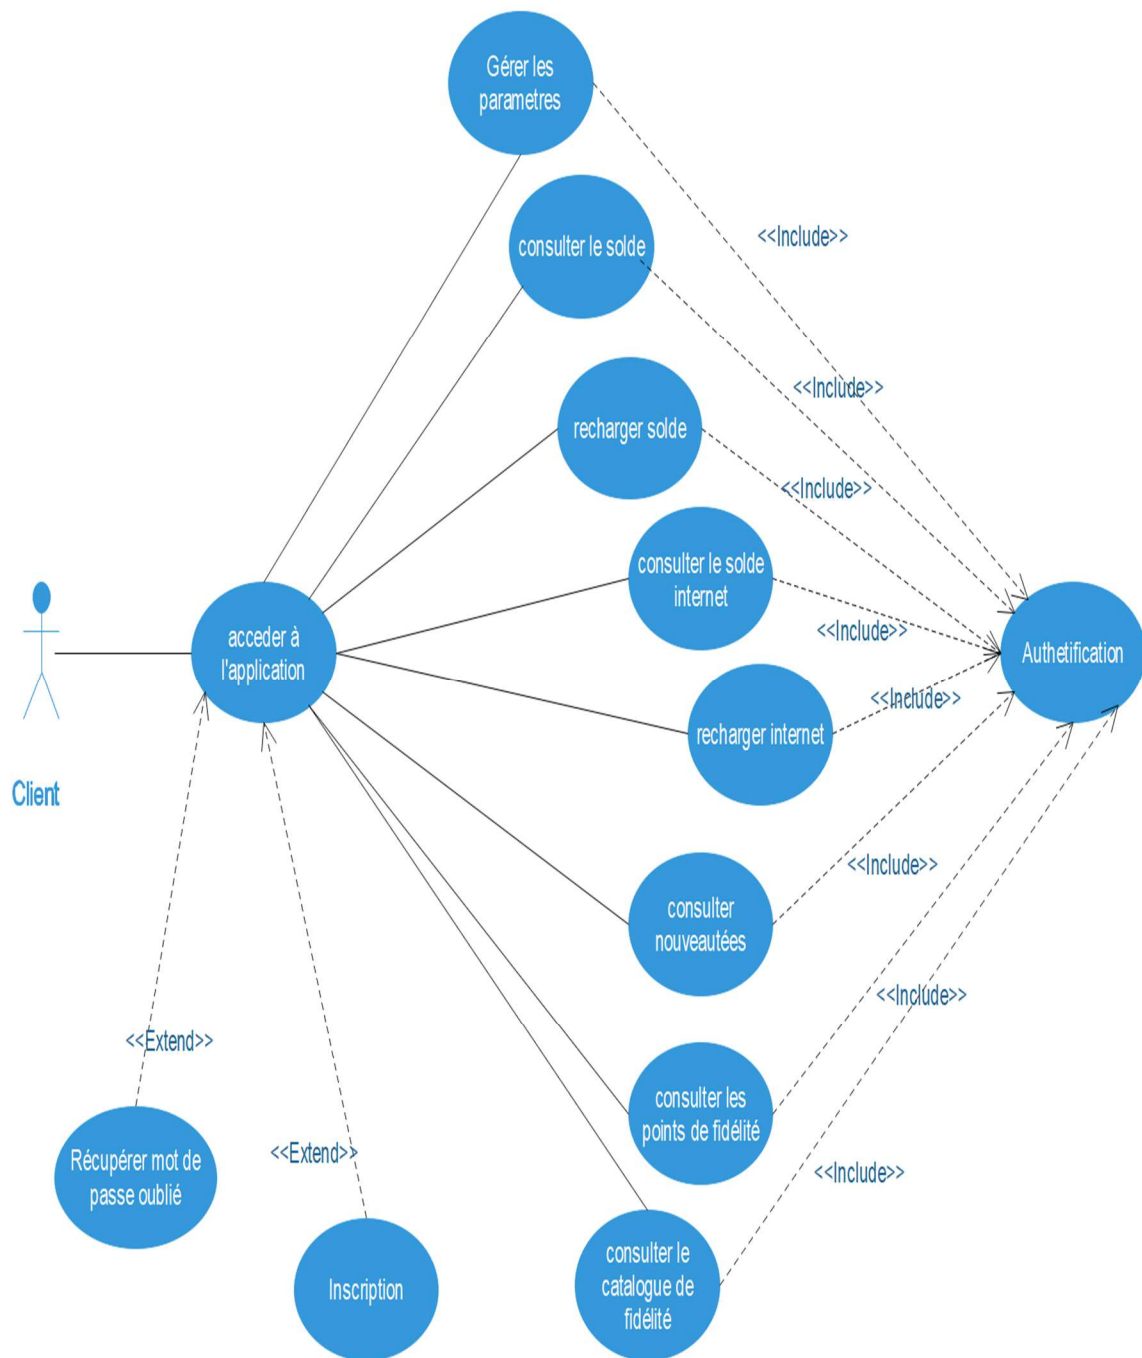 Gérer les
parametres
<<Include>>
consulter le solde
<<Include>>
recharger solde
<<Include>>
consulter le solde
internet
<<Include>>
acceder à
l'application
Authetification
<<Include>>
recharger internet
Client
<<Include>>
consulter
nouveautées
<<Include>>
<<Extend>>
consulter les
points de fidélité
<<Extend>>
Récupérer mot de
passe oublié
<<Include>>
Inscription
consulter le
catalogue de
fidélité